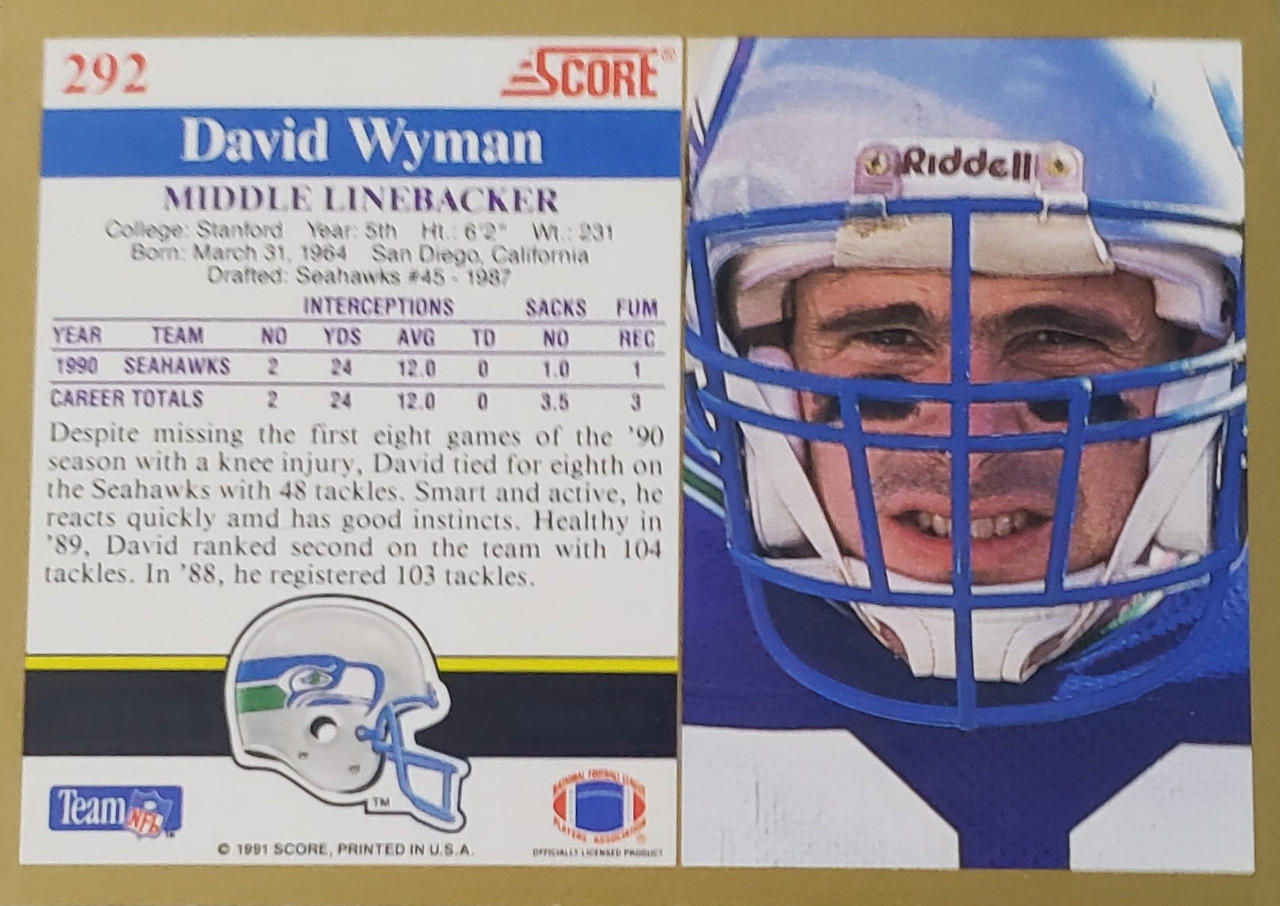 292
SCORE®
David Wyman
MIDDLE LINEBACKER
College: Stanford Year: 5th Ht.: 6'2" Wt.: 231
Born: March 31, 1964 San Diego, California
Drafted: Seahawks #45 - 1987
INTERCEPTIONS SACKS FUM
YEAR TEAM NO YDS AVG TD NO REC
1990 SEAHAWKS 2 24 12.0 0 1.0 1
CAREER TOTALS 2 24 12.0 0 3.5 3
Despite missing the first eight games of the '90
season with a knee injury, David tied for eighth on
the Seahawks with 48 tackles. Smart and active, he
reacts quickly amd has good instincts. Healthy in
'89, David ranked second on the team with 104
tackles. In '88, he registered 103 tackles.
TM
Team NFL
NATIONAL FOOTBALL LEAGUE
PLAYERS ASSOCIATION
© 1991 SCORE, PRINTED IN U.S.A.
OFFICIALLY LICENSED PRODUCT
Riddell